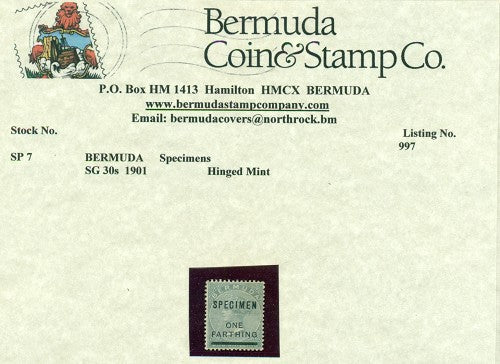 Bermuda
Coin&Stamp Co.
P.O. Box HM 1413 Hamilton HMCX BERMUDA
www.bermudastampcompany.com
Email: bermudacovers@northrock.bm
Stock No.
Listing No.
997
SP 7 BERMUDA Specimens
SG 30s 1901 Hinged Mint
BERMUDA
SPECIMEN
ONE
FARTHING